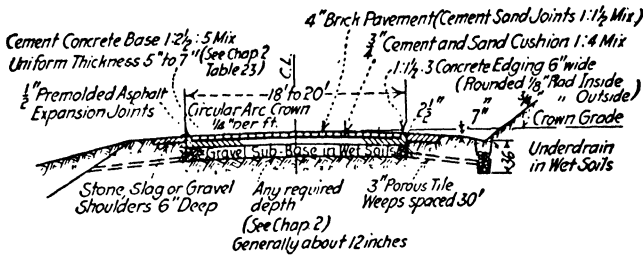 4" Brick Pavement (Cement Sand Joints 1:1½ Mix)
Cement Concrete Base 1:2½:5 Mix
¾" Cement and Sand Cushion 1:4 Mix
Uniform Thickness 5" to 7" (See Chap. 2
Table 23)
C.L.
1:1½:3 Concrete Edging 6" wide
(Rounded ⅛" Rad Inside
" " Outside)
½" Premolded Asphalt
Expansion Joints
18' to 20'
Circular Arc Crown
¼" per ft.
2½"
7"
Crown Grade
Gravel Sub-Base in Wet Soils
36"
Underdrain
in Wet Soils
Stone, Slag or Gravel
Shoulders 6" Deep
Any required
depth
(See Chap. 2)
Generally about 12 inches
3" Porous Tile
Weeps spaced 30'